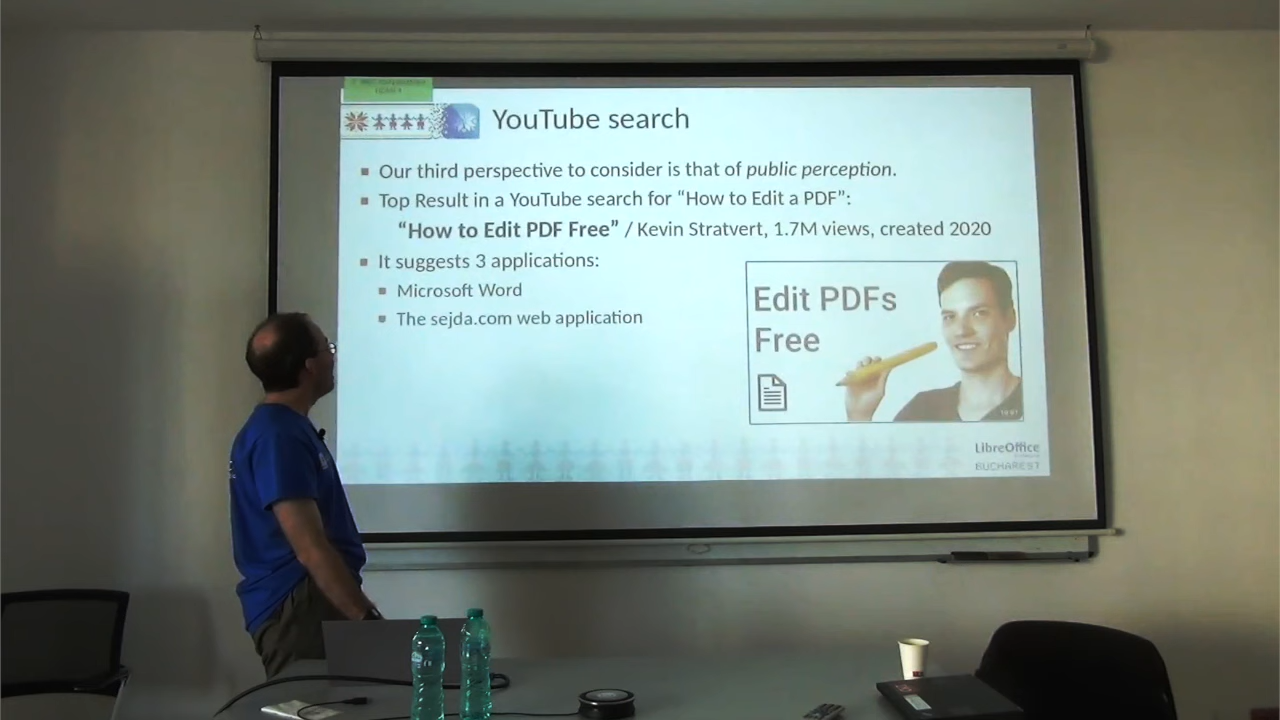 YouTube search
Our third perspective to consider is that of public perception.
Top Result in a YouTube search for “How to Edit a PDF”:
“How to Edit PDF Free” / Kevin Stratvert, 1.7M views, created 2020
It suggests 3 applications:
Microsoft Word
The sejda.com web application
Edit PDFs
Free
LibreOffice
BUCHAREST